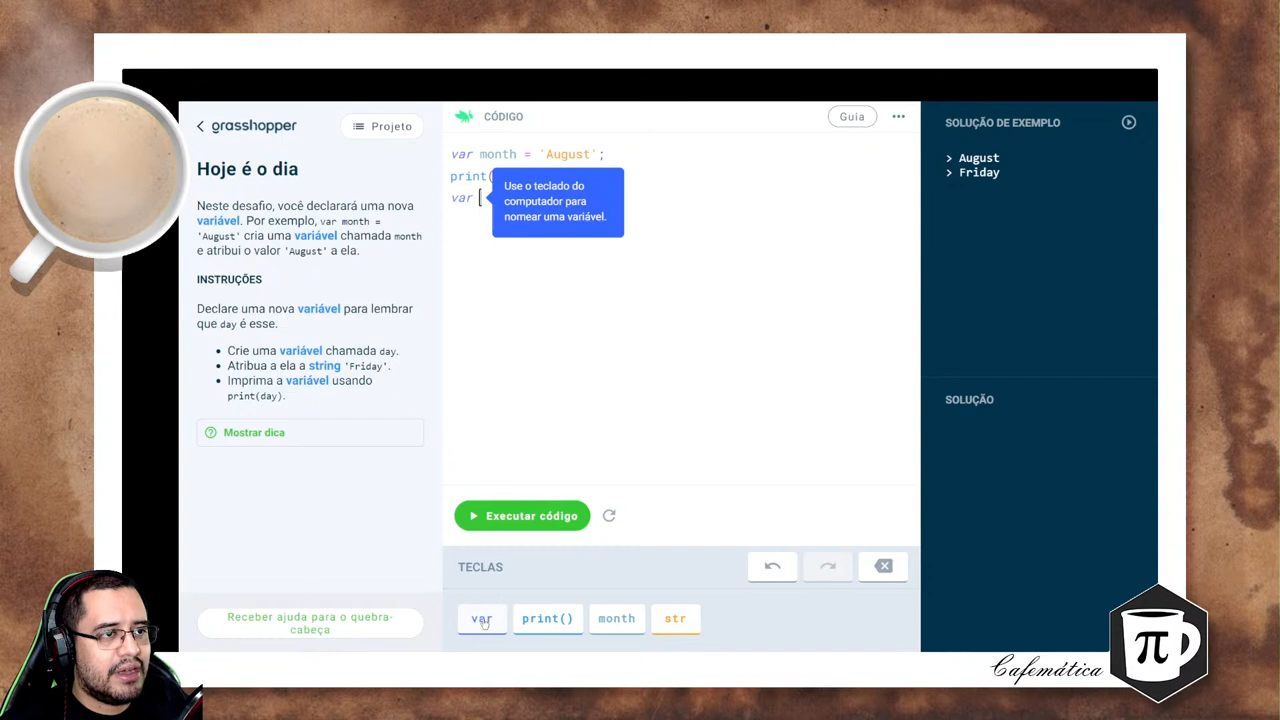 grasshopper
Projeto
Hoje é o dia
Neste desafio, você declarará uma nova
variável. Por exemplo, var month =
'August' cria uma variável chamada month
e atribui o valor 'August' a ela.
INSTRUÇÕES
Declare uma nova variável para lembrar
que day é esse.
Crie uma variável chamada day.
Atribua a ela a string 'Friday'.
Imprima a variável usando
print(day).
Mostrar dica
Receber ajuda para o quebra-
cabeça
CÓDIGO
Guia
var month = 'August';
print(
var
Use o teclado do
computador para
nomear uma variável.
Executar código
TECLAS
var
print()
month
str
SOLUÇÃO DE EXEMPLO
> August
> Friday
SOLUÇÃO
Cafemática
π